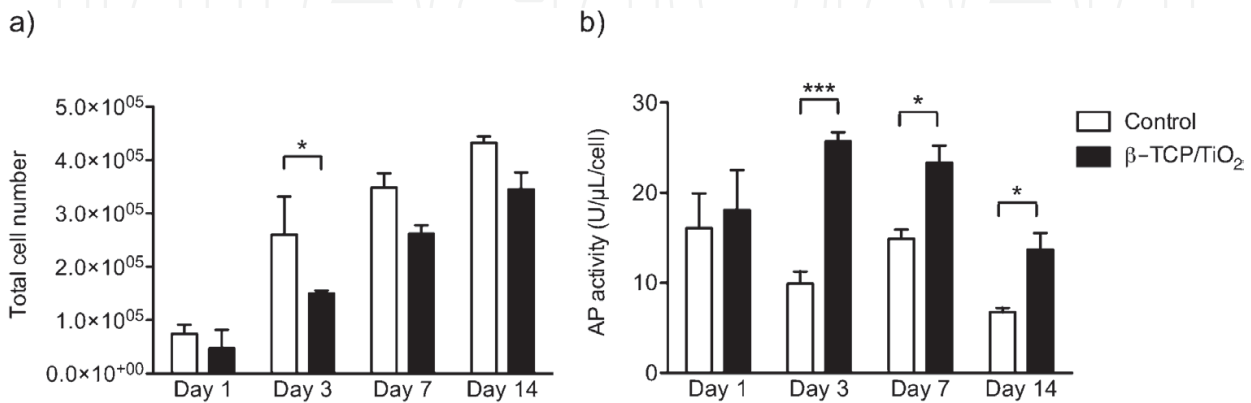 a)
Total cell number
5.0×10⁰⁵
4.0×10⁰⁵
3.0×10⁰⁵
2.0×10⁰⁵
1.0×10⁰⁵
0.0×10⁺⁰⁰
*
Day 1 Day 3 Day 7 Day 14
b)
AP activity (U/μL/cell)
30
20
10
0
*** * *
Day 1 Day 3 Day 7 Day 14
Control
β–TCP/TiO₂